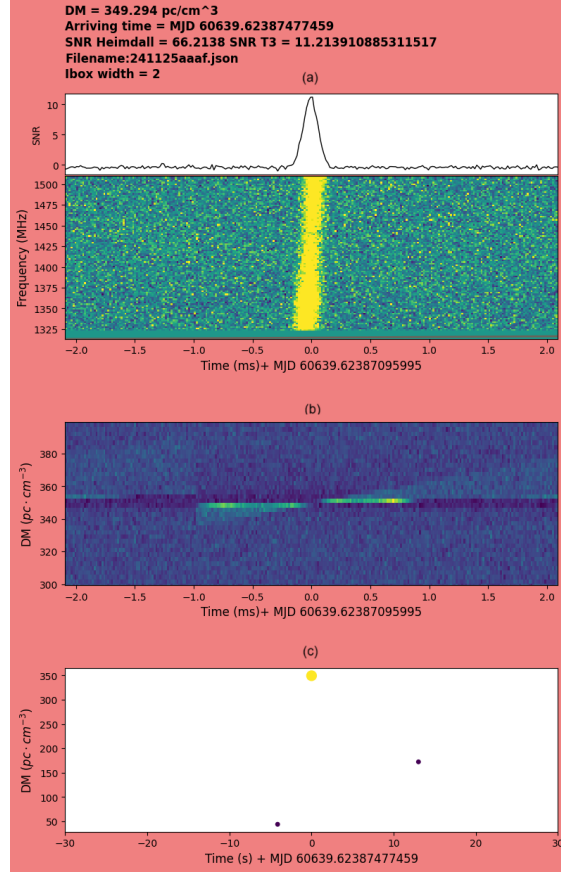 DM = 349.294 pc/cm^3
Arriving time = MJD 60639.62387477459
SNR Heimdall = 66.2138 SNR T3 = 11.213910885311517
Filename:241125aaaf.json
Ibox width = 2
(a)
SNR
10
5
0
Frequency (MHz)
1500
1475
1450
1425
1400
1375
1350
1325
−2.0 −1.5 −1.0 −0.5 0.0 0.5 1.0 1.5 2.0
Time (ms)+ MJD 60639.62387095995
(b)
DM (pc · cm⁻³)
380
360
340
320
300
−2.0 −1.5 −1.0 −0.5 0.0 0.5 1.0 1.5 2.0
Time (ms)+ MJD 60639.62387095995
(c)
DM (pc · cm⁻³)
350
300
250
200
150
100
50
−30 −20 −10 0 10 20 30
Time (s) + MJD 60639.62387477459